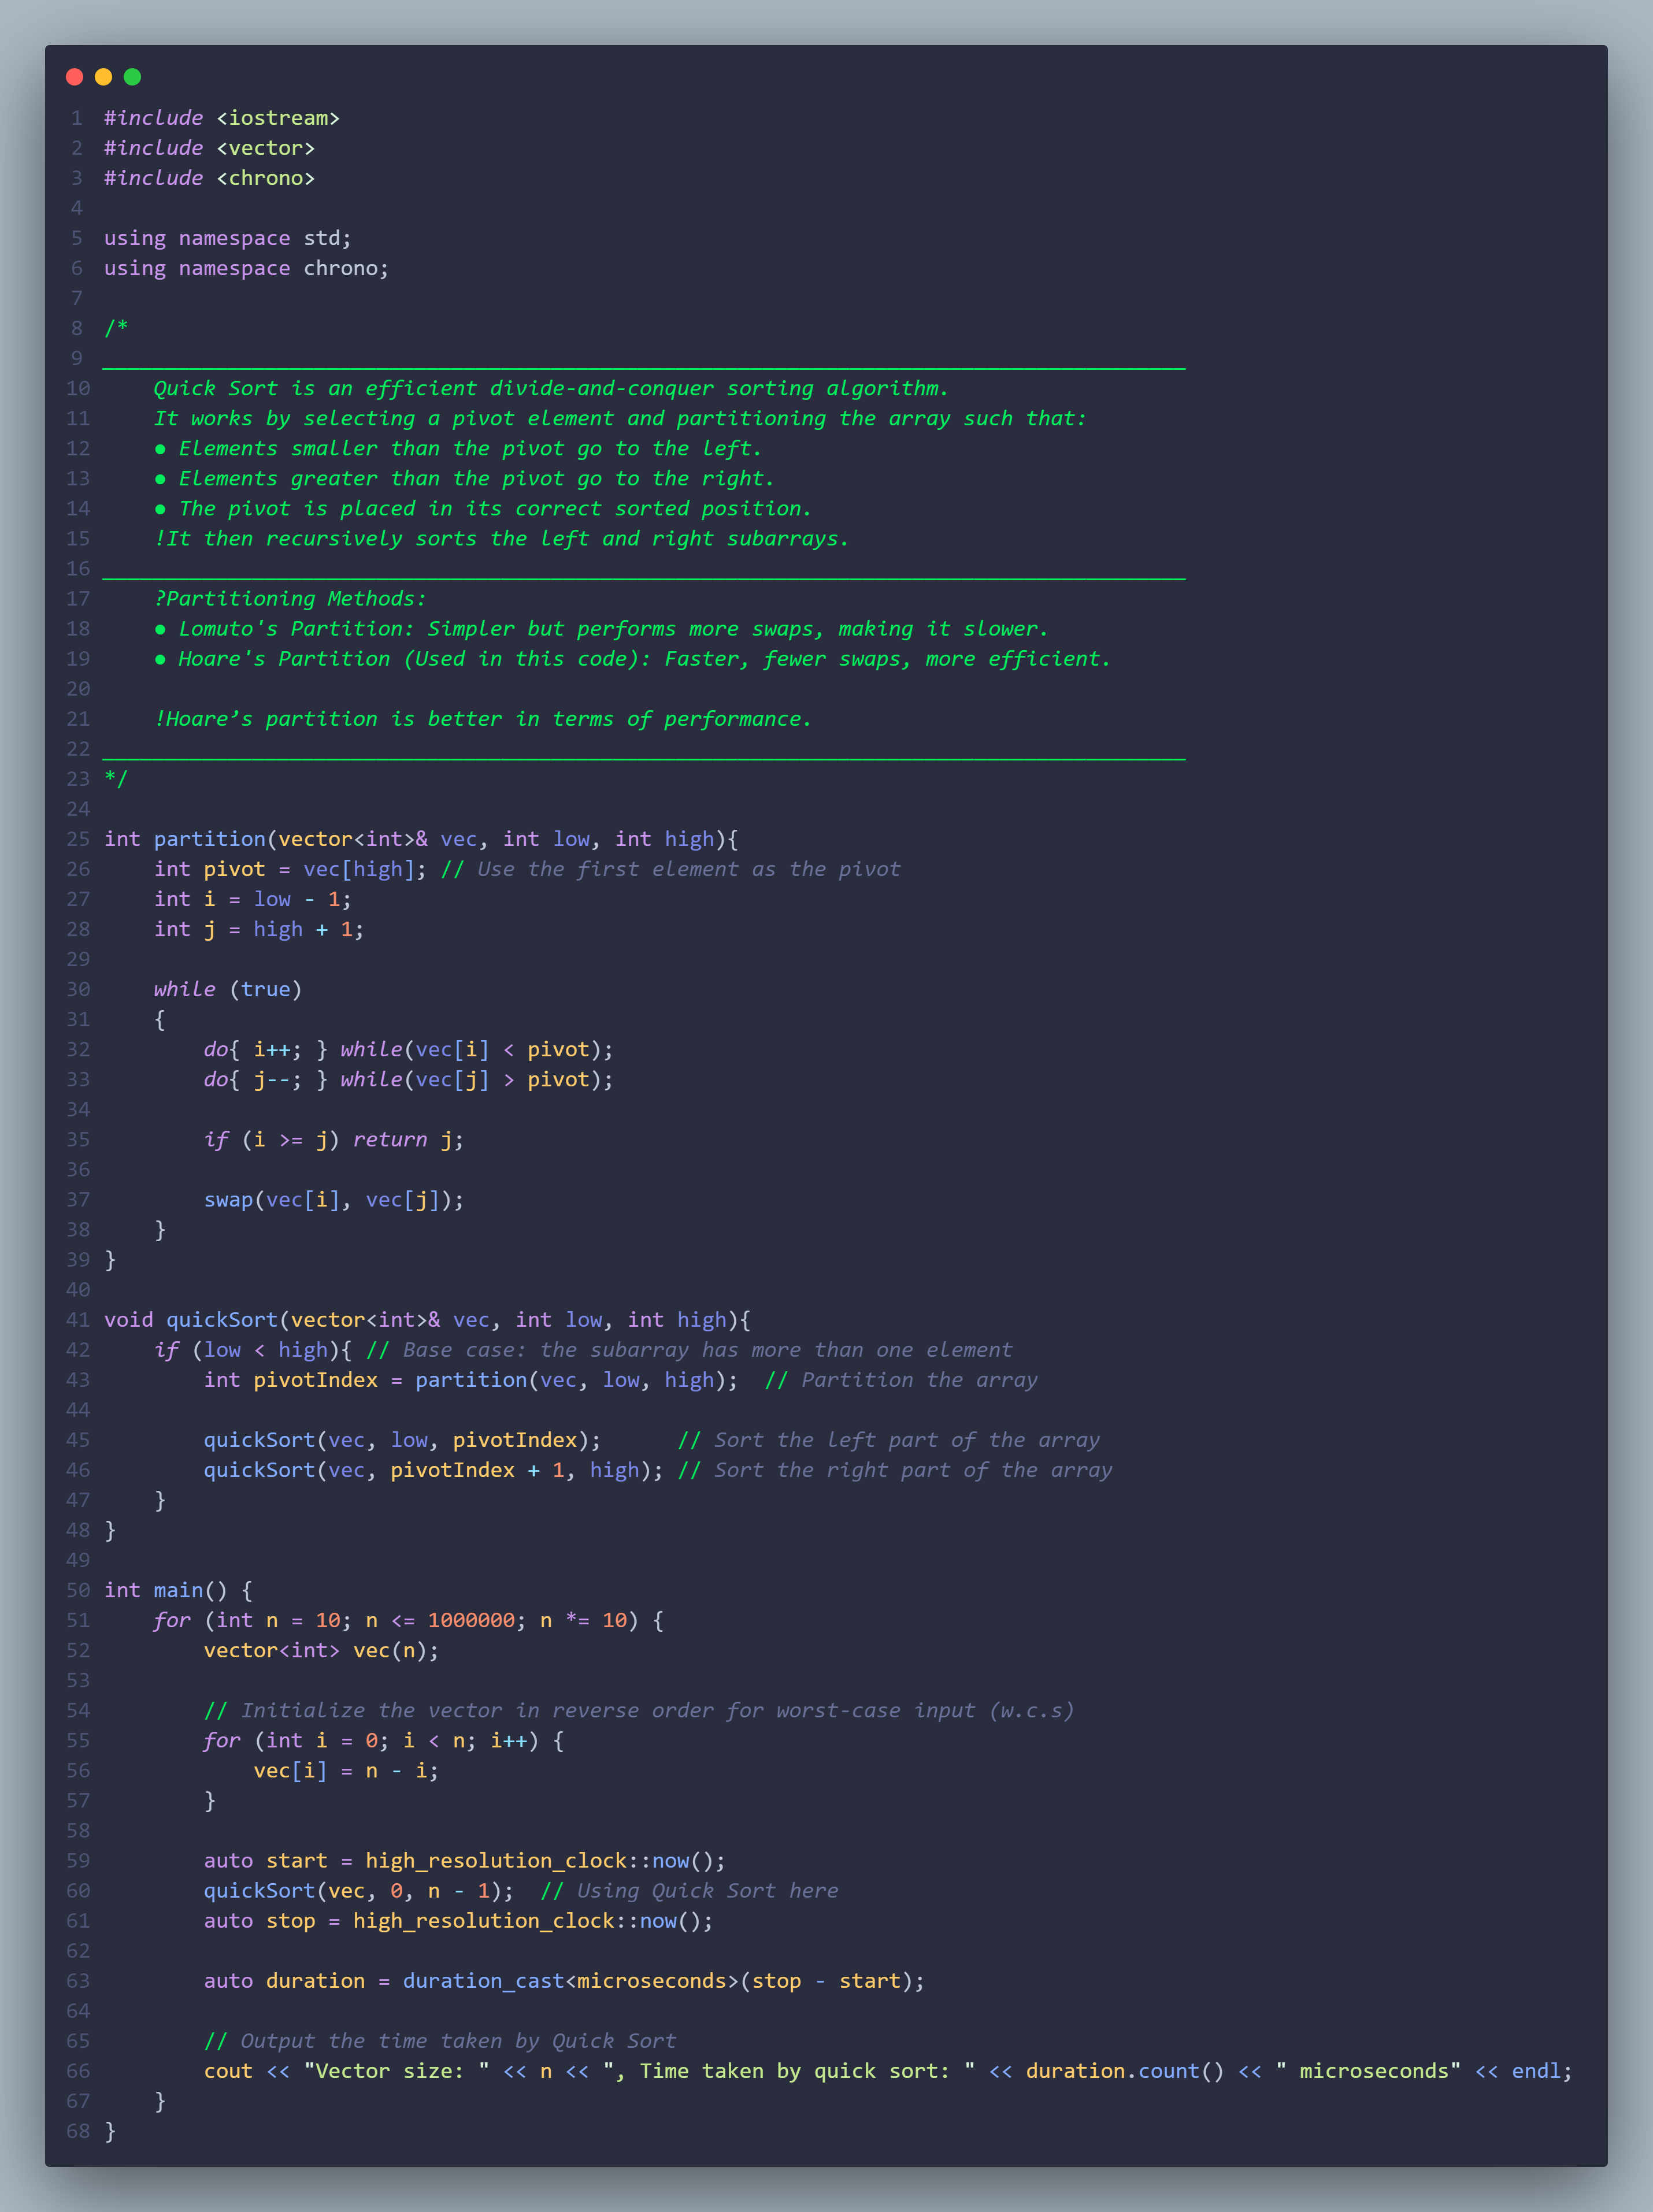 1 #include <iostream>
2 #include <vector>
3 #include <chrono>
4
5 using namespace std;
6 using namespace chrono;
7
8 /*
9 _______________________________________________________________________________________
10     Quick Sort is an efficient divide-and-conquer sorting algorithm.
11     It works by selecting a pivot element and partitioning the array such that:
12     ● Elements smaller than the pivot go to the left.
13     ● Elements greater than the pivot go to the right.
14     ● The pivot is placed in its correct sorted position.
15     !It then recursively sorts the left and right subarrays.
16 _______________________________________________________________________________________
17     ?Partitioning Methods:
18     ● Lomuto's Partition: Simpler but performs more swaps, making it slower.
19     ● Hoare's Partition (Used in this code): Faster, fewer swaps, more efficient.
20
21     !Hoare’s partition is better in terms of performance.
22 _______________________________________________________________________________________
23 */
24
25 int partition(vector<int>& vec, int low, int high){
26     int pivot = vec[high]; // Use the first element as the pivot
27     int i = low - 1;
28     int j = high + 1;
29
30     while (true)
31     {
32         do{ i++; } while(vec[i] < pivot);
33         do{ j--; } while(vec[j] > pivot);
34
35         if (i >= j) return j;
36
37         swap(vec[i], vec[j]);
38     }
39 }
40
41 void quickSort(vector<int>& vec, int low, int high){
42     if (low < high){ // Base case: the subarray has more than one element
43         int pivotIndex = partition(vec, low, high);  // Partition the array
44
45         quickSort(vec, low, pivotIndex);      // Sort the left part of the array
46         quickSort(vec, pivotIndex + 1, high); // Sort the right part of the array
47     }
48 }
49
50 int main() {
51     for (int n = 10; n <= 1000000; n *= 10) {
52         vector<int> vec(n);
53
54         // Initialize the vector in reverse order for worst-case input (w.c.s)
55         for (int i = 0; i < n; i++) {
56             vec[i] = n - i;
57         }
58
59         auto start = high_resolution_clock::now();
60         quickSort(vec, 0, n - 1);  // Using Quick Sort here
61         auto stop = high_resolution_clock::now();
62
63         auto duration = duration_cast<microseconds>(stop - start);
64
65         // Output the time taken by Quick Sort
66         cout << "Vector size: " << n << ", Time taken by quick sort: " << duration.count() << " microseconds" << endl;
67     }
68 }